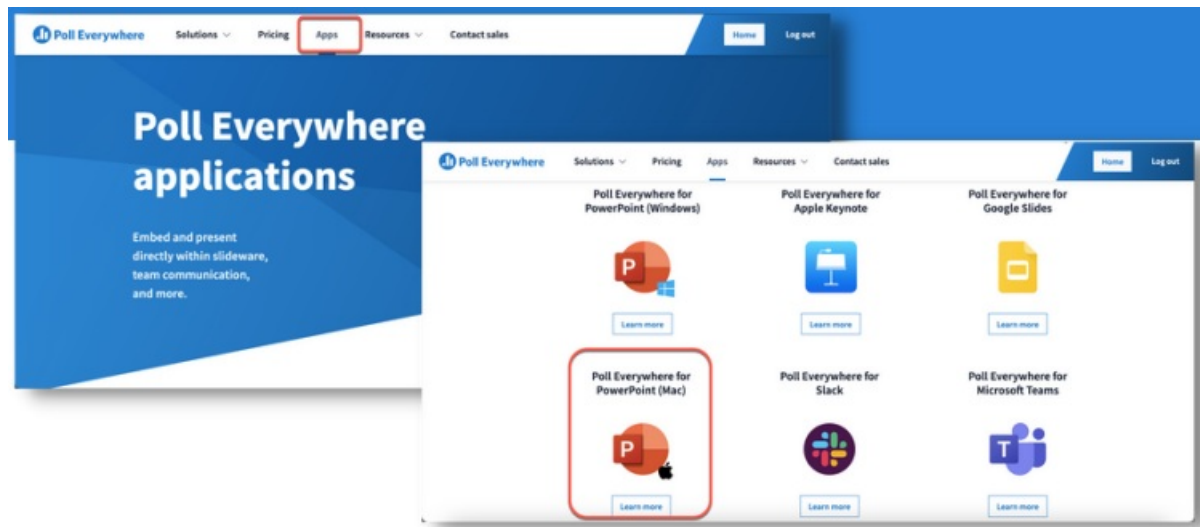 Poll Everywhere Solutions Pricing Apps Resources Contact sales Home Log out
Poll Everywhere
applications
Embed and present
directly within slideware,
team communication,
and more.
Poll Everywhere Solutions Pricing Apps Resources Contact sales Home Log out
Poll Everywhere for Poll Everywhere for Poll Everywhere for
PowerPoint (Windows) Apple Keynote Google Slides
P
Learn more Learn more Learn more
Poll Everywhere for Poll Everywhere for Poll Everywhere for
PowerPoint (Mac) Slack Microsoft Teams
P T
Learn more Learn more Learn more